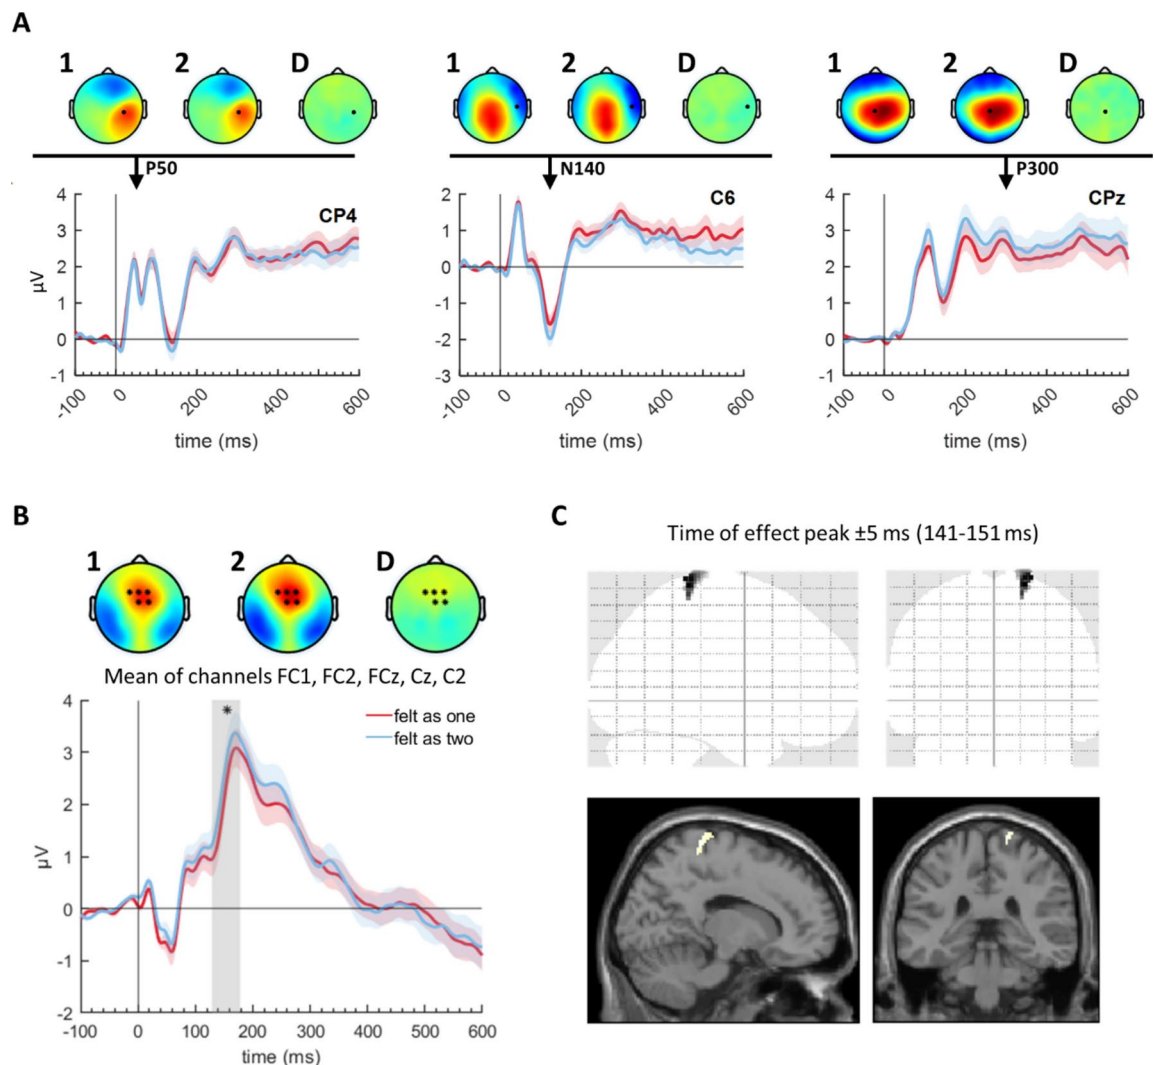 A
1 2 D 1 2 D 1 2 D
P50 N140 P300
CP4 C6 CPz
4 3 2 1 0 -1
2 1 0 1 -2 -3
4 3 2 1 0 -1
μV
-100 0 200 400 600
-100 0 200 400 600
-100 0 200 400 600
time (ms) time (ms) time (ms)
B
1 2 D
Mean of channels FC1, FC2, FCz, Cz, C2
*
felt as one
felt as two
4 3 2 1 0 -1 -2
μV
-100 0 100 200 300 400 500 600
time (ms)
C
Time of effect peak ±5 ms (141-151 ms)